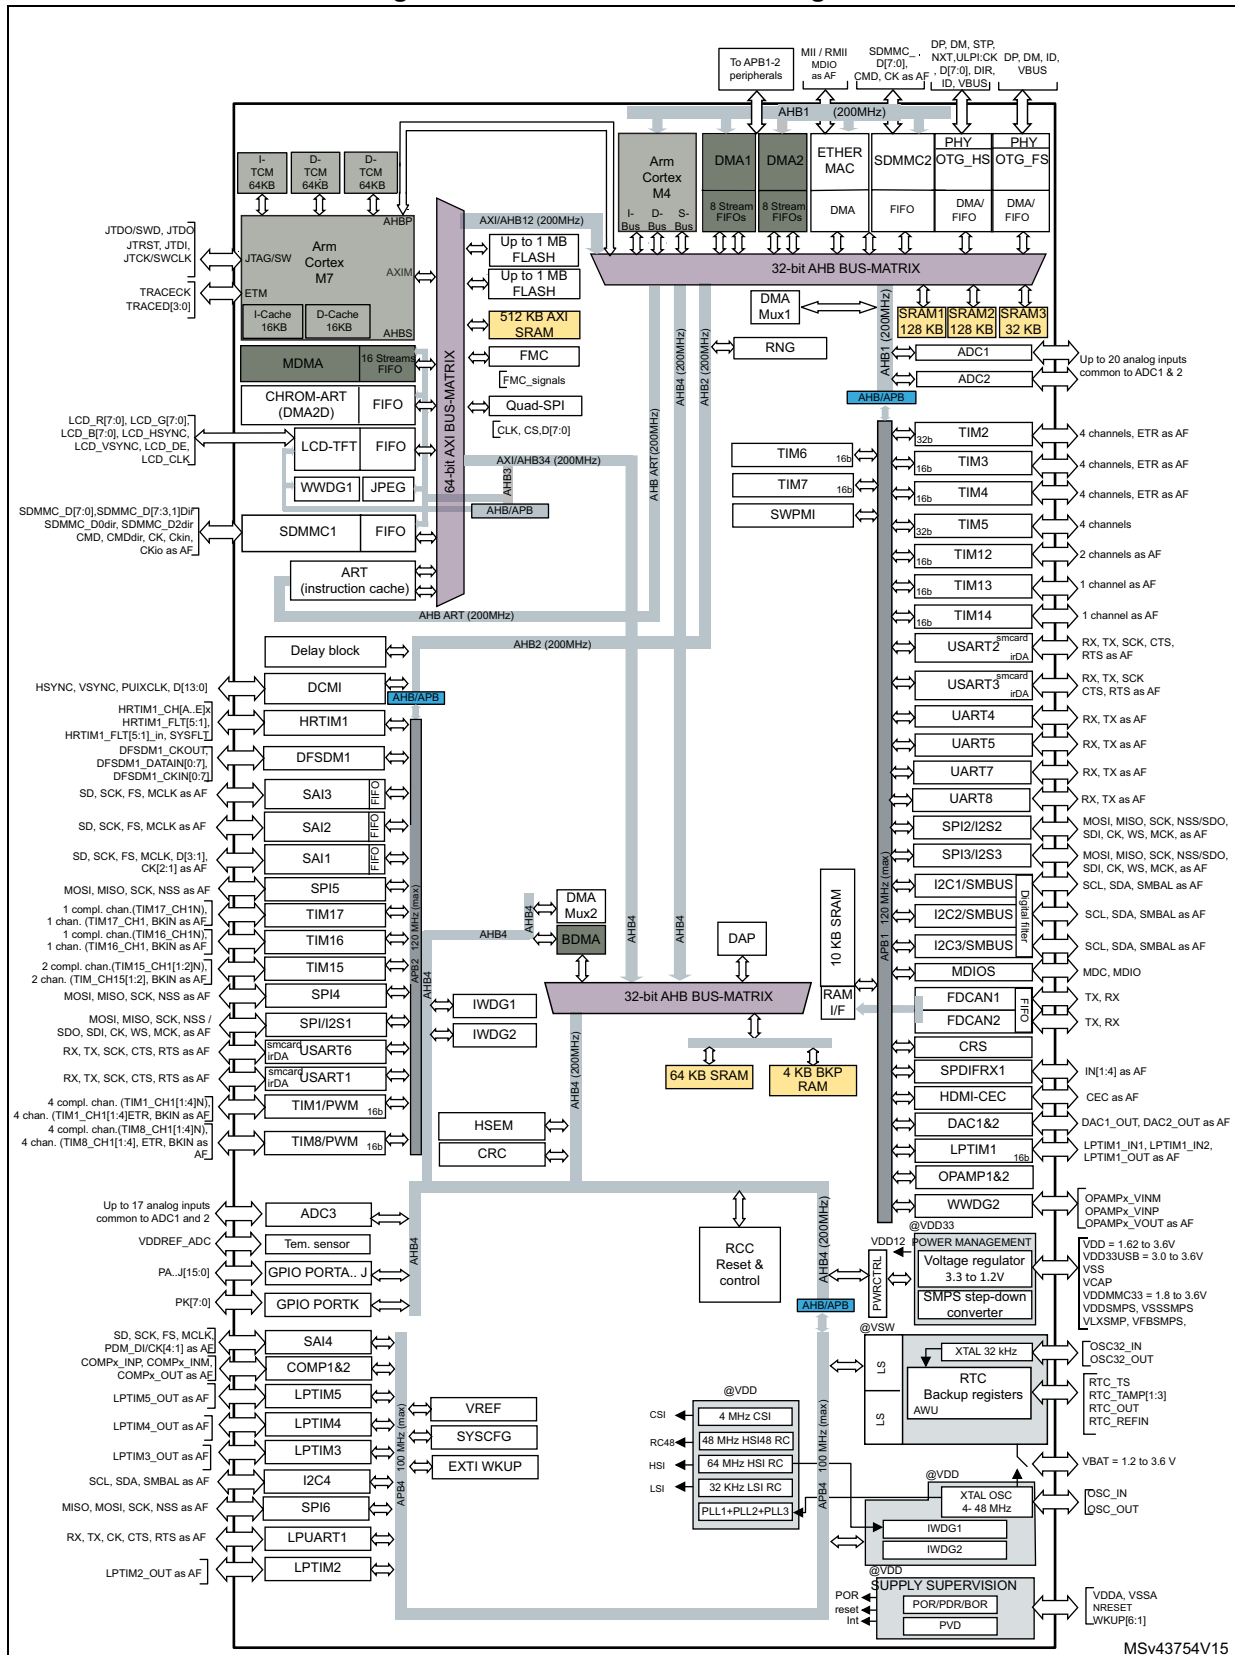 To APB1-2
peripherals
MII / RMII
MDIO
as AF
SDMMC_
D[7:0],
CMD, CK as AF
DP, DM, STP,
NXT,ULPI:CK
, D[7:0], DIR,
ID, VBUS
DP, DM, ID,
VBUS
AHB1 (200MHz)
I-
TCM
64KB
D-
TCM
64KB
D-
TCM
64KB
Arm
Cortex
M4
I-
Bus
D-
Bus
S-
Bus
DMA1
8 Stream
FIFOs
DMA2
8 Stream
FIFOs
ETHER
MAC
DMA
SDMMC2
FIFO
PHY
OTG_HS
DMA/
FIFO
PHY
OTG_FS
DMA/
FIFO
AHBP
JTDO/SWD, JTDO
JTRST, JTDI,
JTCK/SWCLK
JTAG/SW
Arm
Cortex
M7
AXIM
TRACECK
TRACED[3:0]
ETM
I-Cache
16KB
D-Cache
16KB
AHBS
MDMA
16 Streams
FIFO
CHROM-ART
(DMA2D)
FIFO
LCD_R[7:0], LCD_G[7:0],
LCD_B[7:0], LCD_HSYNC,
LCD_VSYNC, LCD_DE,
LCD_CLK
LCD-TFT
FIFO
WWDG1
JPEG
SDMMC_D[7:0],SDMMC_D[7:3,1]Dir
SDMMC_D0dir, SDMMC_D2dir
CMD, CMDdir, CK, Ckin,
CKio as AF
SDMMC1
FIFO
ART
(instruction cache)
64-bit AXI BUS-MATRIX
AXI/AHB12 (200MHz)
Up to 1 MB
FLASH
Up to 1 MB
FLASH
512 KB AXI
SRAM
FMC
FMC_signals
Quad-SPI
CLK, CS,D[7:0]
AXI/AHB34 (200MHz)
AHB3
AHB/APB
AHB ART (200MHz)
AHB ART (200MHz)
AHB4 (200MHz)
AHB2 (200MHz)
AHB2 (200MHz)
32-bit AHB BUS-MATRIX
DMA
Mux1
RNG
AHB1 (200MHz)
SRAM1
128 KB
SRAM2
128 KB
SRAM3
32 KB
ADC1
ADC2
Up to 20 analog inputs
common to ADC1 & 2
AHB/APB
TIM6
16b
TIM7
16b
SWPMI
TIM2
32b
4 channels, ETR as AF
TIM3
16b
4 channels, ETR as AF
TIM4
16b
4 channels, ETR as AF
TIM5
32b
4 channels
TIM12
16b
2 channels as AF
TIM13
16b
1 channel as AF
TIM14
16b
1 channel as AF
USART2
smcard
irDA
RX, TX, SCK, CTS,
RTS as AF
USART3
smcard
irDA
RX, TX, SCK
CTS, RTS as AF
UART4
RX, TX as AF
UART5
RX, TX as AF
UART7
RX, TX as AF
UART8
RX, TX as AF
SPI2/I2S2
MOSI, MISO, SCK, NSS/SDO,
SDI, CK, WS, MCK, as AF
SPI3/I2S3
MOSI, MISO, SCK, NSS/SDO,
SDI, CK, WS, MCK, as AF
I2C1/SMBUS
SCL, SDA, SMBAL as AF
I2C2/SMBUS
SCL, SDA, SMBAL as AF
I2C3/SMBUS
SCL, SDA, SMBAL as AF
Digital filter
MDIOS
MDC, MDIO
FDCAN1
TX, RX
FDCAN2
TX, RX
FIFO
CRS
SPDIFRX1
IN[1:4] as AF
HDMI-CEC
CEC as AF
DAC1&2
DAC1_OUT, DAC2_OUT as AF
LPTIM1
16b
LPTIM1_IN1, LPTIM1_IN2,
LPTIM1_OUT as AF
OPAMP1&2
WWDG2
OPAMPx_VINM
OPAMPx_VINP
OPAMPx_VOUT as AF
APB1 120 MHz (max)
10 KB SRAM
RAM
I/F
Delay block
HSYNC, VSYNC, PUIXCLK, D[13:0]
DCMI
AHB/APB
HRTIM1_CH[A..E]x
HRTIM1_FLT[5:1],
HRTIM1_FLT[5:1]_in, SYSFLT
HRTIM1
DFSDM1_CKOUT,
DFSDM1_DATAIN[0:7],
DFSDM1_CKIN[0:7]
DFSDM1
SD, SCK, FS, MCLK as AF
SAI3
FIFO
SD, SCK, FS, MCLK as AF
SAI2
FIFO
SD, SCK, FS, MCLK, D[3:1],
CK[2:1] as AF
SAI1
FIFO
MOSI, MISO, SCK, NSS as AF
SPI5
1 compl. chan.(TIM17_CH1N),
1 chan. (TIM17_CH1, BKIN as AF
TIM17
1 compl. chan.(TIM16_CH1N),
1 chan. (TIM16_CH1, BKIN as AF
TIM16
2 compl. chan.(TIM15_CH1[1:2]N),
2 chan. (TIM_CH15[1:2], BKIN as AF
TIM15
MOSI, MISO, SCK, NSS as AF
SPI4
MOSI, MISO, SCK, NSS /
SDO, SDI, CK, WS, MCK, as AF
SPI/I2S1
RX, TX, SCK, CTS, RTS as AF
smcard
irDA
USART6
RX, TX, SCK, CTS, RTS as AF
smcard
irDA
USART1
4 compl. chan. (TIM1_CH1[1:4]N),
4 chan. (TIM1_CH1[1:4]ETR, BKIN as AF
TIM1/PWM
16b
4 compl. chan. (TIM8_CH1[1:4]N),
4 chan. (TIM8_CH1[1:4], ETR, BKIN as
AF
TIM8/PWM
16b
APB2 120 MHz (max)
AHB4
AHB4
AHB4
DMA
Mux2
BDMA
AHB4
AHB4
DAP
32-bit AHB BUS-MATRIX
IWDG1
IWDG2
AHB4 (200MHz)
64 KB SRAM
4 KB BKP
RAM
HSEM
CRC
Up to 17 analog inputs
common to ADC1 and 2
ADC3
VDDREF_ADC
Tem. sensor
PA..J[15:0]
GPIO PORTA.. J
PK[7:0]
GPIO PORTK
AHB4
RCC
Reset &
control
AHB4 (200MHz)
AHB/APB
PWRCTRL
VDD12
@VDD33
POWER MANAGEMENT
Voltage regulator
3.3 to 1.2V
SMPS step-down
converter
VDD = 1.62 to 3.6V
VDD33USB = 3.0 to 3.6V
VSS
VCAP
VDDMMC33 = 1.8 to 3.6V
VDDSMPS, VSSSMPS
VLXSMP, VFBSMPS,
SD, SCK, FS, MCLK,
PDM_DI/CK[4:1] as AF
SAI4
COMPx_INP, COMPx_INM,
COMPx_OUT as AF
COMP1&2
LPTIM5_OUT as AF
LPTIM5
LPTIM4_OUT as AF
LPTIM4
LPTIM3_OUT as AF
LPTIM3
SCL, SDA, SMBAL as AF
I2C4
MISO, MOSI, SCK, NSS as AF
SPI6
RX, TX, CK, CTS, RTS as AF
LPUART1
LPTIM2_OUT as AF
LPTIM2
APB4 100 MHz (max)
VREF
SYSCFG
EXTI WKUP
@VDD
CSI
4 MHz CSI
RC48
48 MHz HSI48 RC
HSI
64 MHz HSI RC
LSI
32 KHz LSI RC
PLL1+PLL2+PLL3
APB4 100 MHz (max)
@VSW
LS
LS
XTAL 32 kHz
RTC
Backup registers
AWU
OSC32_IN
OSC32_OUT
RTC_TS
RTC_TAMP[1:3]
RTC_OUT
RTC_REFIN
VBAT = 1.2 to 3.6 V
@VDD
XTAL OSC
4- 48 MHz
IWDG1
IWDG2
OSC_IN
OSC_OUT
@VDD
SUPPLY SUPERVISION
POR
reset
Int
POR/PDR/BOR
PVD
VDDA, VSSA
NRESET
WKUP[6:1]
MSv43754V15